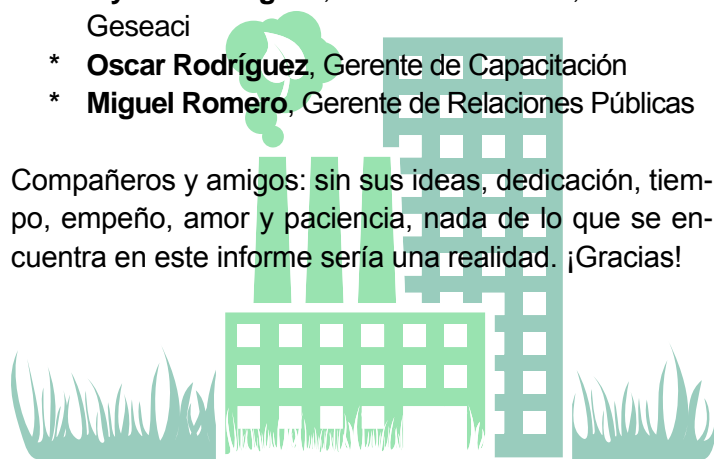 Geseaci
* Oscar Rodríguez, Gerente de Capacitación
* Miguel Romero, Gerente de Relaciones Públicas
Compañeros y amigos: sin sus ideas, dedicación, tiem-
po, empeño, amor y paciencia, nada de lo que se en-
cuentra en este informe sería una realidad. ¡Gracias!